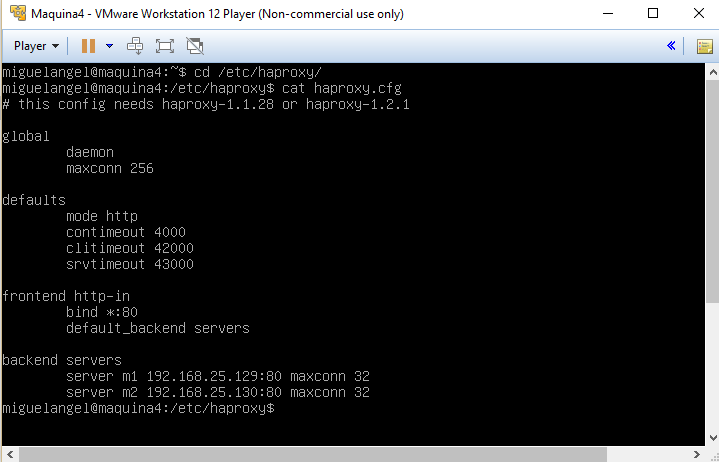 Maquina4 - VMware Workstation 12 Player (Non-commercial use only)
Player
miguelangel@maquina4:~$ cd /etc/haproxy/
miguelangel@maquina4:/etc/haproxy$ cat haproxy.cfg
# this config needs haproxy-1.1.28 or haproxy-1.2.1
global
daemon
maxconn 256
defaults
mode http
contimeout 4000
clitimeout 42000
srvtimeout 43000
frontend http-in
bind *:80
default_backend servers
backend servers
server m1 192.168.25.129:80 maxconn 32
server m2 192.168.25.130:80 maxconn 32
miguelangel@maquina4:/etc/haproxy$